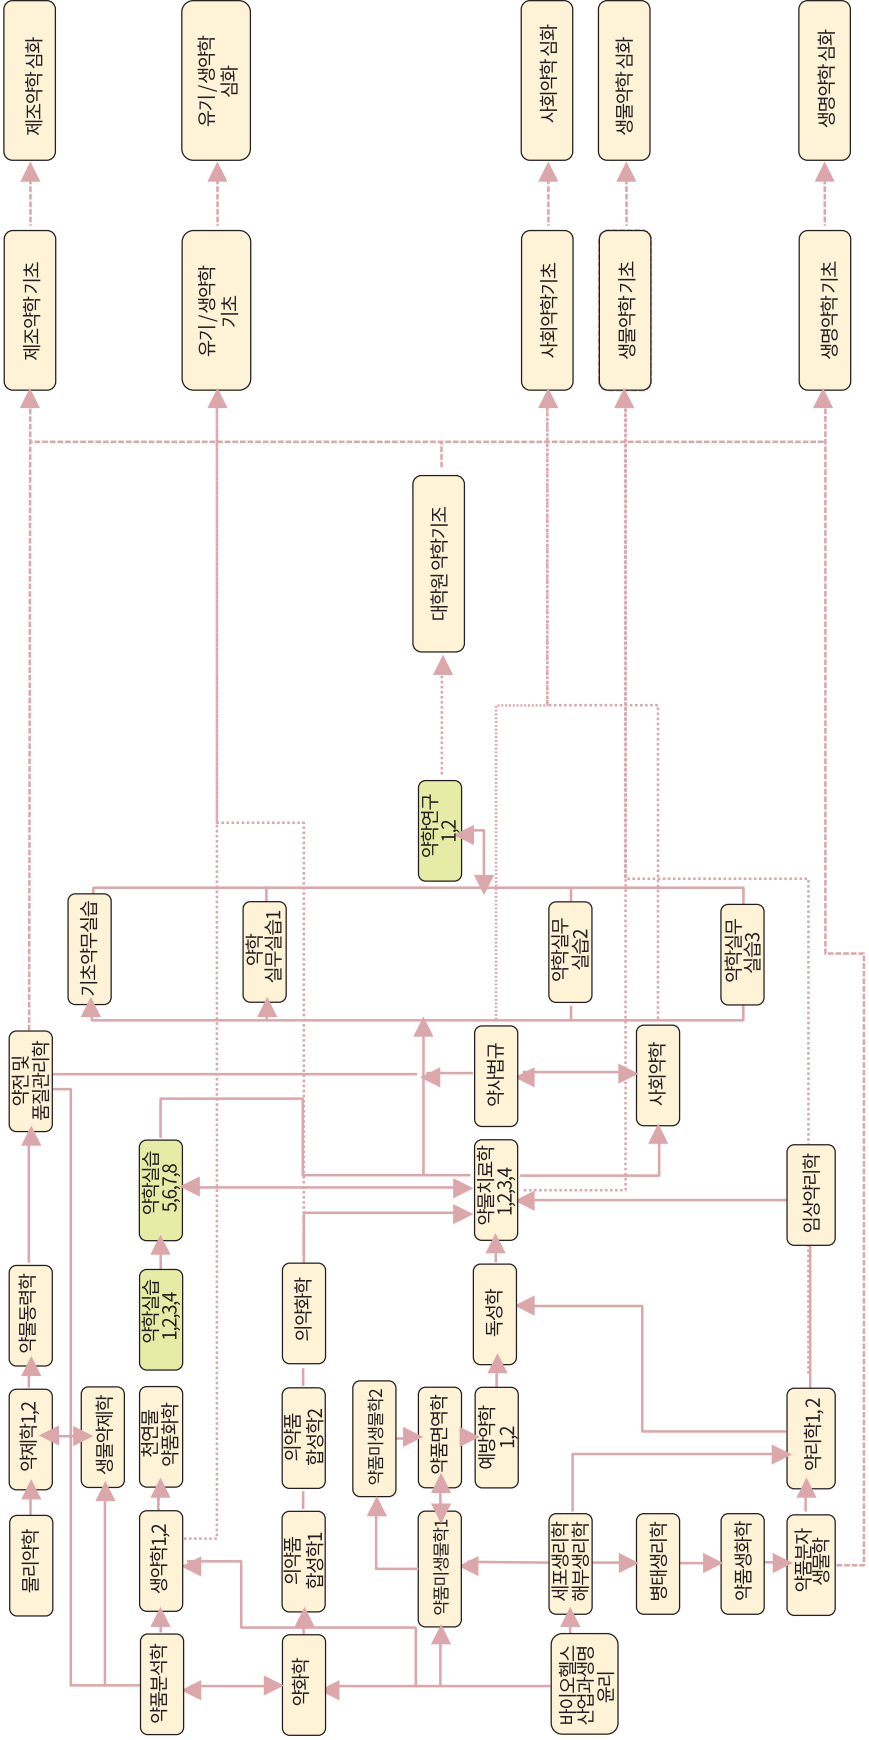 제조약학 심화
유기 / 생약학
심화
사회약학 심화
생물약학 심화
생명약학 심화
제조약학 기초
유기 / 생약학
기초
사회약학기초
생물약학 기초
생명약학 기초
대학원 약학기초
약학연구
1,2
기초약무실습
약학
실무실습1
약학실무
실습2
약학실무
실습3
약전 및
품질관리학
약사법규
사회약학
약학실습
5,6,7,8
약물치료학
1,2,3,4
임상약리학
약물동력학
약학실습
1,2,3,4
의약화학
독성학
약제학1,2
생물약제학
천연물
약품화학
의약품
합성학2
약품미생물학2
약품면역학
예방약학
1,2
약리학1, 2
물리약학
생약학1,2
의약품
합성학1
약품미생물학1
세포생리학
해부생리학
병태생리학
약품생화학
약품분자
생물학
약품분석학
약화학
바이오헬스
산업과생명
윤리